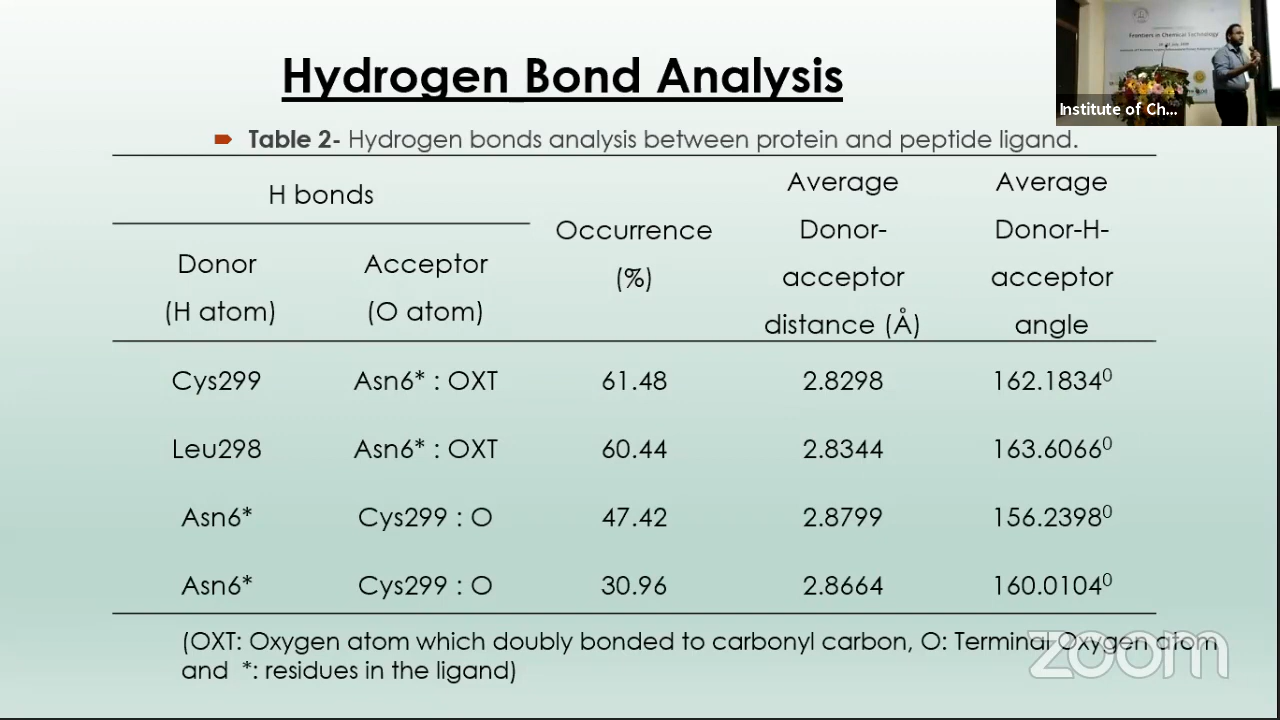 Hydrogen Bond Analysis
Frontiers in Chemical Technology
Institute of Ch...
Table 2- Hydrogen bonds analysis between protein and peptide ligand.
H bonds
Donor
(H atom)
Acceptor
(O atom)
Occurrence
(%)
Average
Donor-
acceptor
distance (Å)
Average
Donor-H-
acceptor
angle
Cys299 Asn6* : OXT 61.48 2.8298 162.1834⁰
Leu298 Asn6* : OXT 60.44 2.8344 163.6066⁰
Asn6* Cys299 : O 47.42 2.8799 156.2398⁰
Asn6* Cys299 : O 30.96 2.8664 160.0104⁰
(OXT: Oxygen atom which doubly bonded to carbonyl carbon, O: Terminal Oxygen atom
and *: residues in the ligand)
zoom